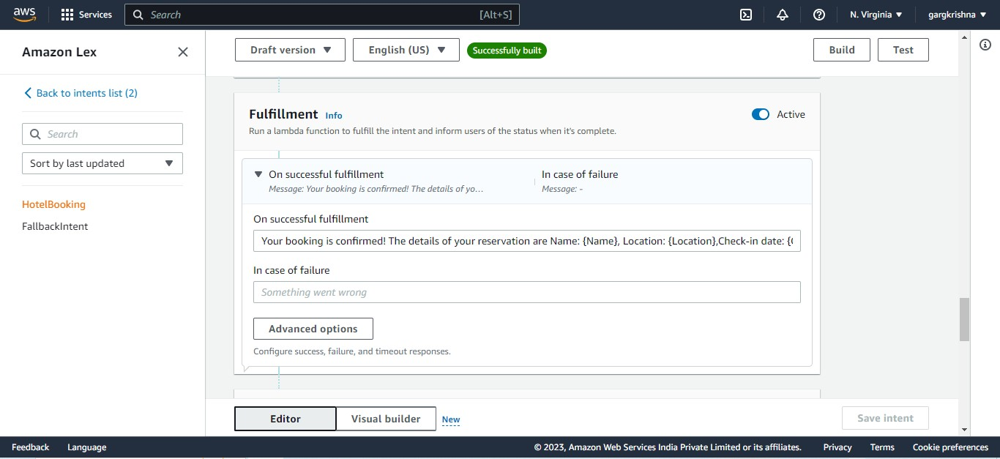 aws
Services
Search
[Alt+S]
N. Virginia
gargkrishna
Amazon Lex
Back to intents list (2)
Search
Sort by last updated
HotelBooking
FallbackIntent
Draft version
English (US)
Successfully built
Build
Test
Fulfillment Info
Active
Run a lambda function to fulfill the intent and inform users of the status when it's complete.
On successful fulfillment
Message: Your booking is confirmed! The details of yo…
In case of failure
Message: -
On successful fulfillment
Your booking is confirmed! The details of your reservation are Name: {Name}, Location: {Location},Check-in date: {
In case of failure
Something went wrong
Advanced options
Configure success, failure, and timeout responses.
Editor
Visual builder
New
Save intent
Feedback
Language
© 2023, Amazon Web Services India Private Limited or its affiliates.
Privacy
Terms
Cookie preferences